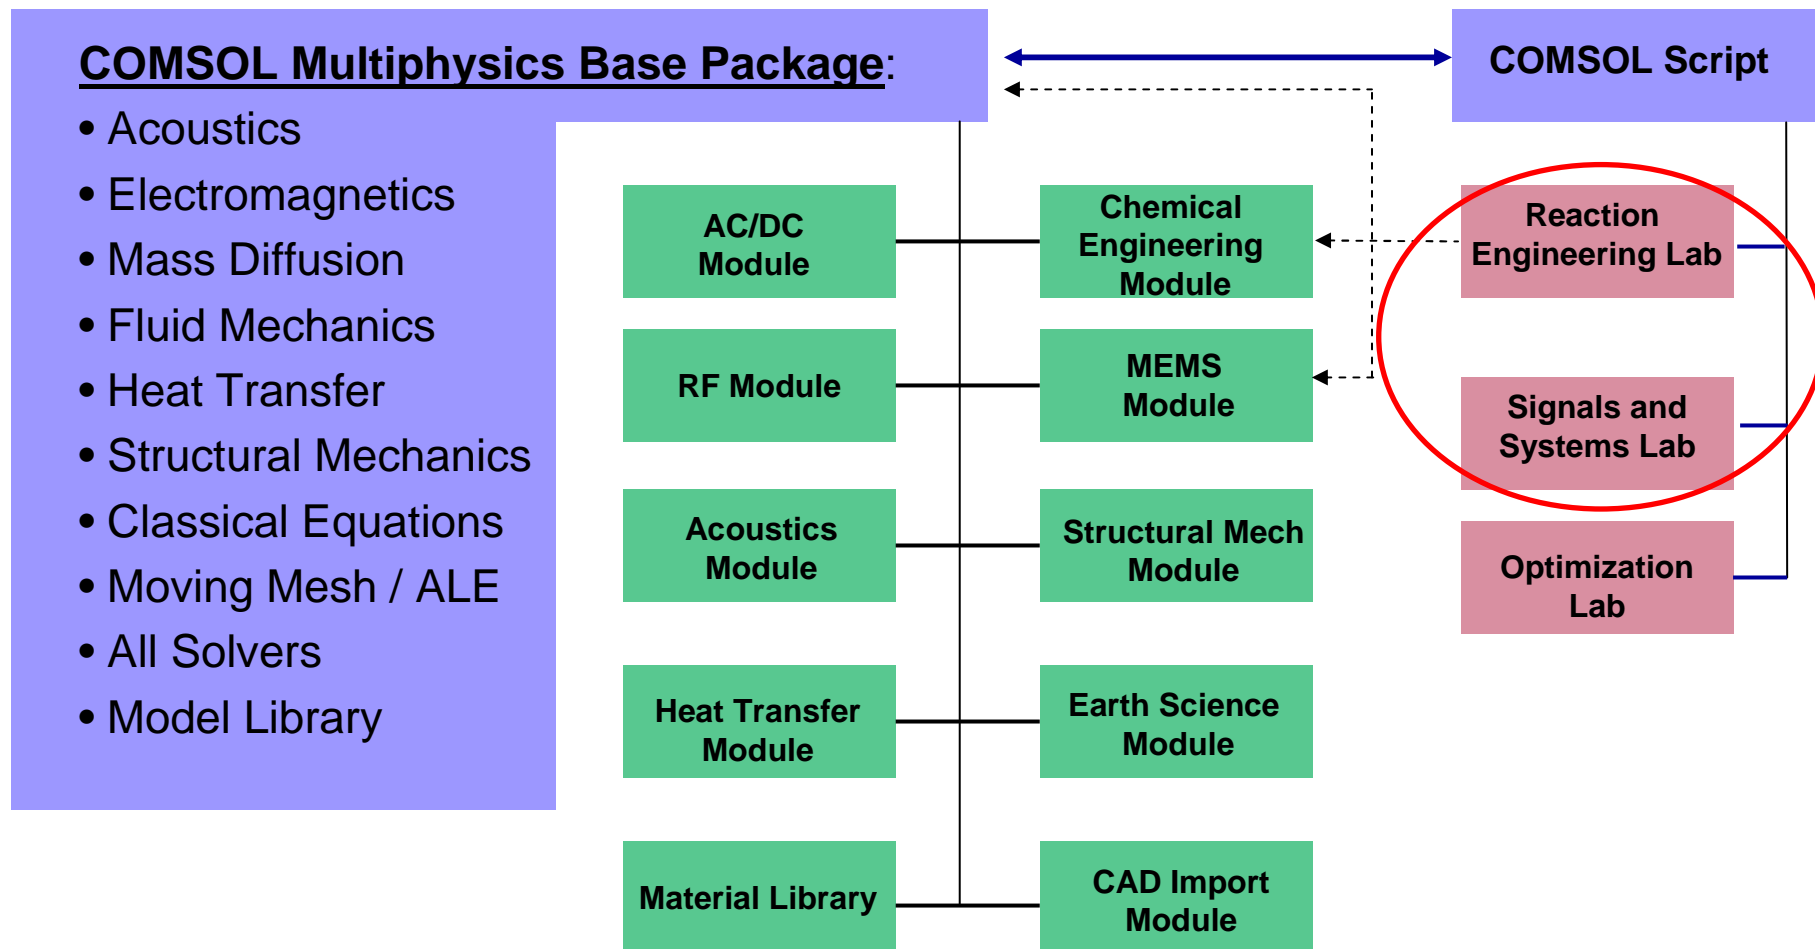 COMSOL Multiphysics Base Package:
• Acoustics
• Electromagnetics
• Mass Diffusion
• Fluid Mechanics
• Heat Transfer
• Structural Mechanics
• Classical Equations
• Moving Mesh / ALE
• All Solvers
• Model Library
AC/DC
Module
Chemical
Engineering
Module
RF Module
MEMS
Module
Acoustics
Module
Structural Mech
Module
Heat Transfer
Module
Earth Science
Module
Material Library
CAD Import
Module
COMSOL Script
Reaction
Engineering Lab
Signals and
Systems Lab
Optimization
Lab